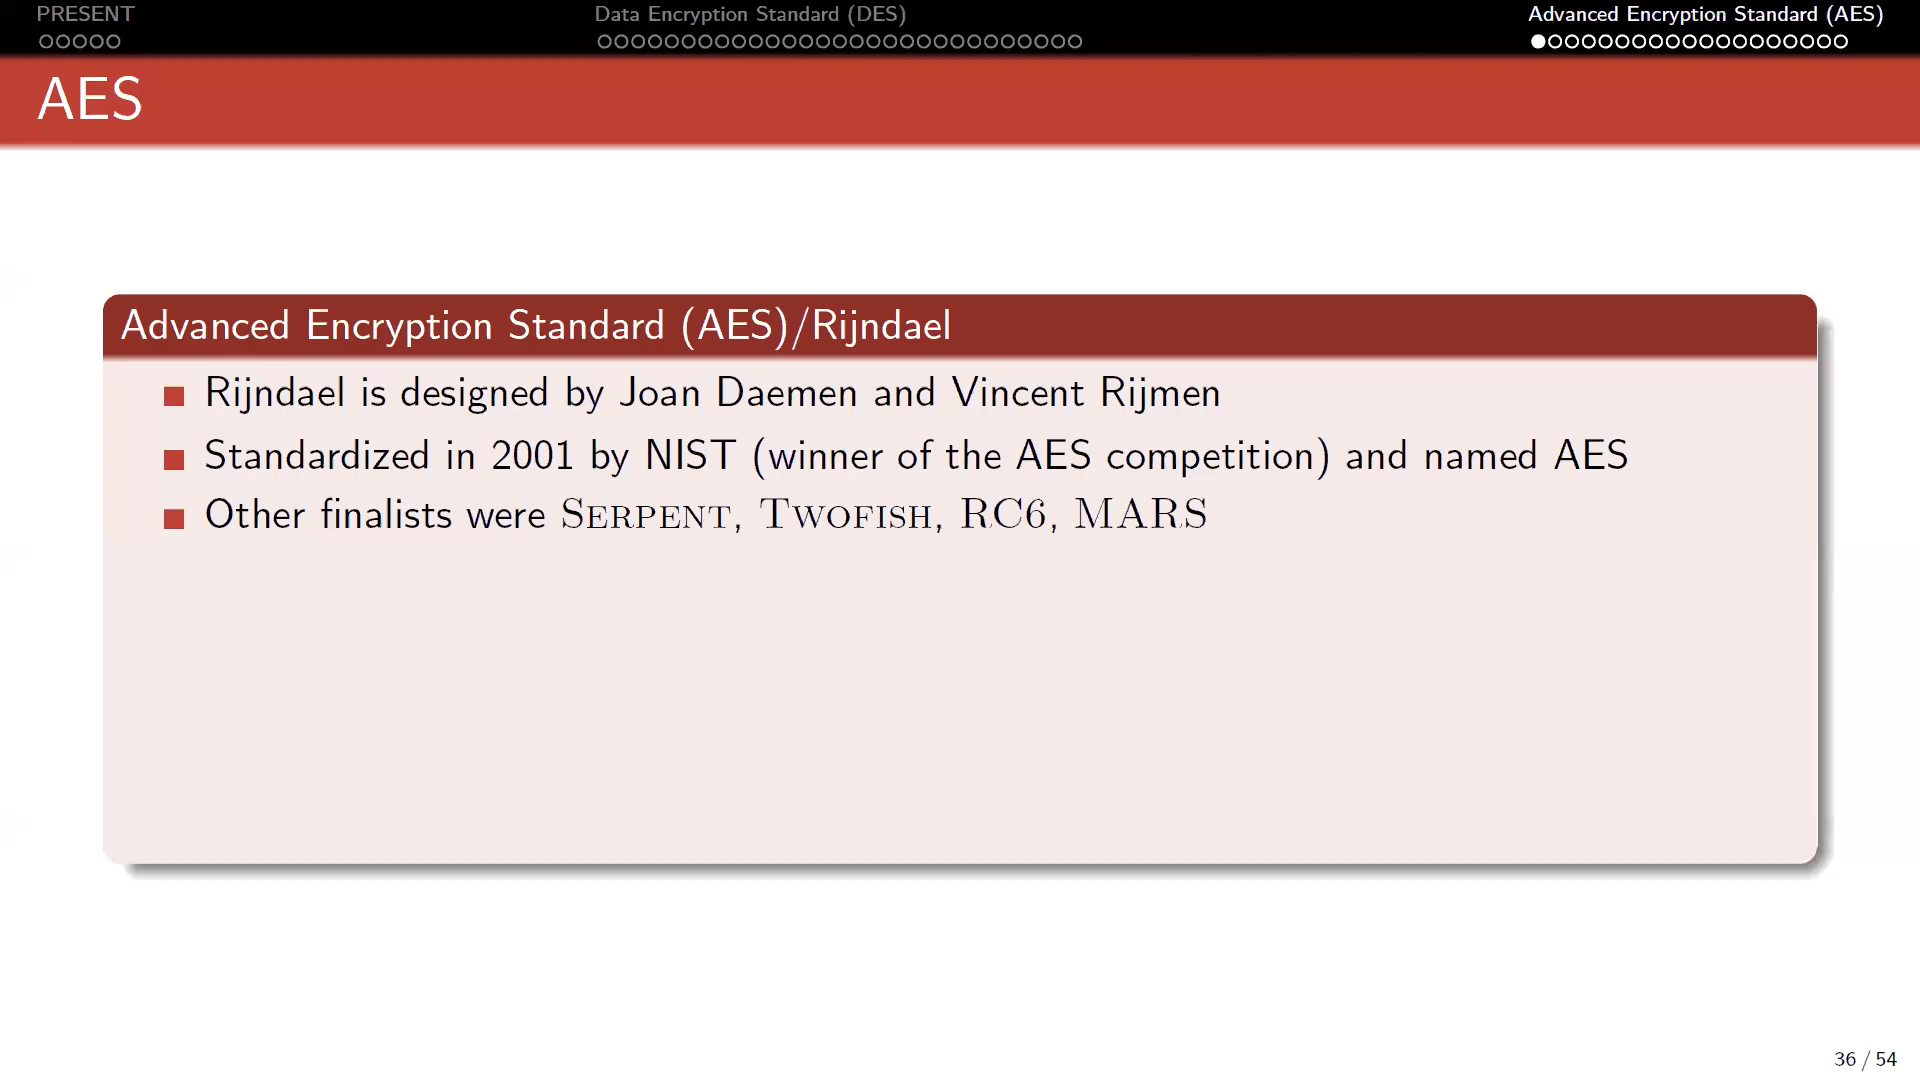 PRESENT
Data Encryption Standard (DES)
Advanced Encryption Standard (AES)
AES
Advanced Encryption Standard (AES)/Rijndael
Rijndael is designed by Joan Daemen and Vincent Rijmen
Standardized in 2001 by NIST (winner of the AES competition) and named AES
Other finalists were SERPENT, TWOFISH, RC6, MARS
36 / 54